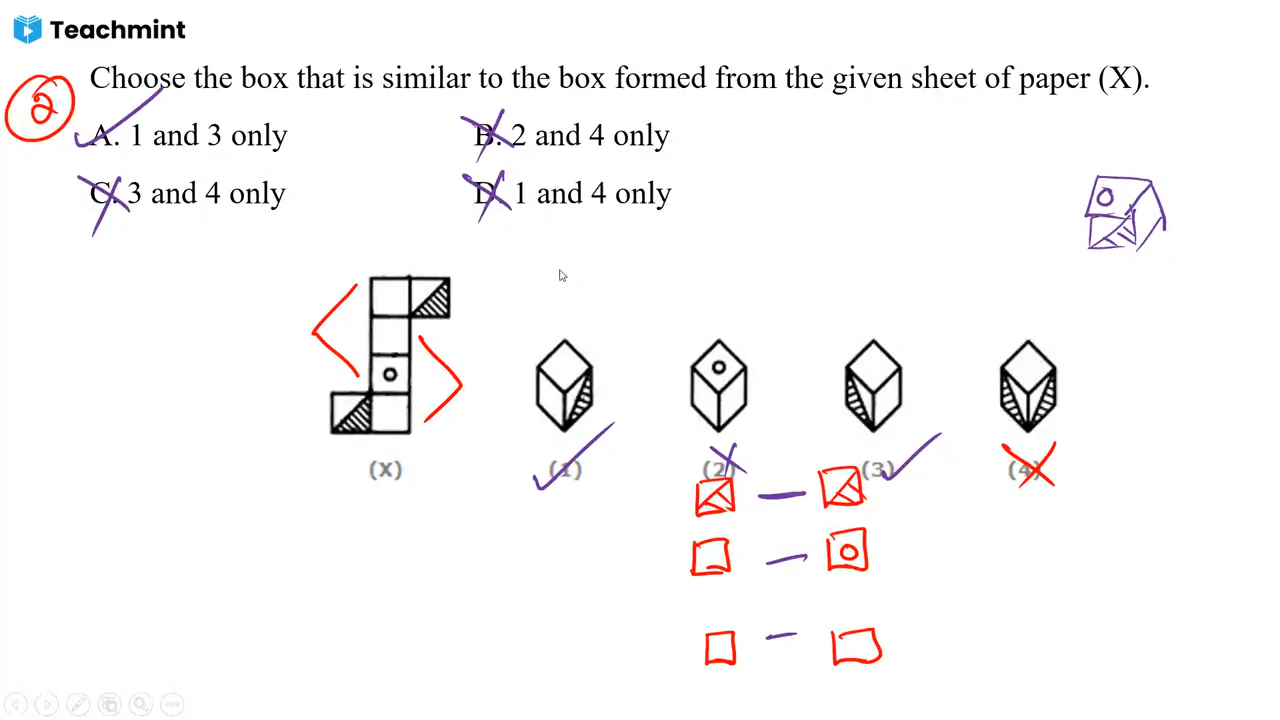 Teachmint
2
Choose the box that is similar to the box formed from the given sheet of paper (X).
A. 1 and 3 only
B. 2 and 4 only
C. 3 and 4 only
D. 1 and 4 only
(X)
(1)
(2)
(3)
(4)